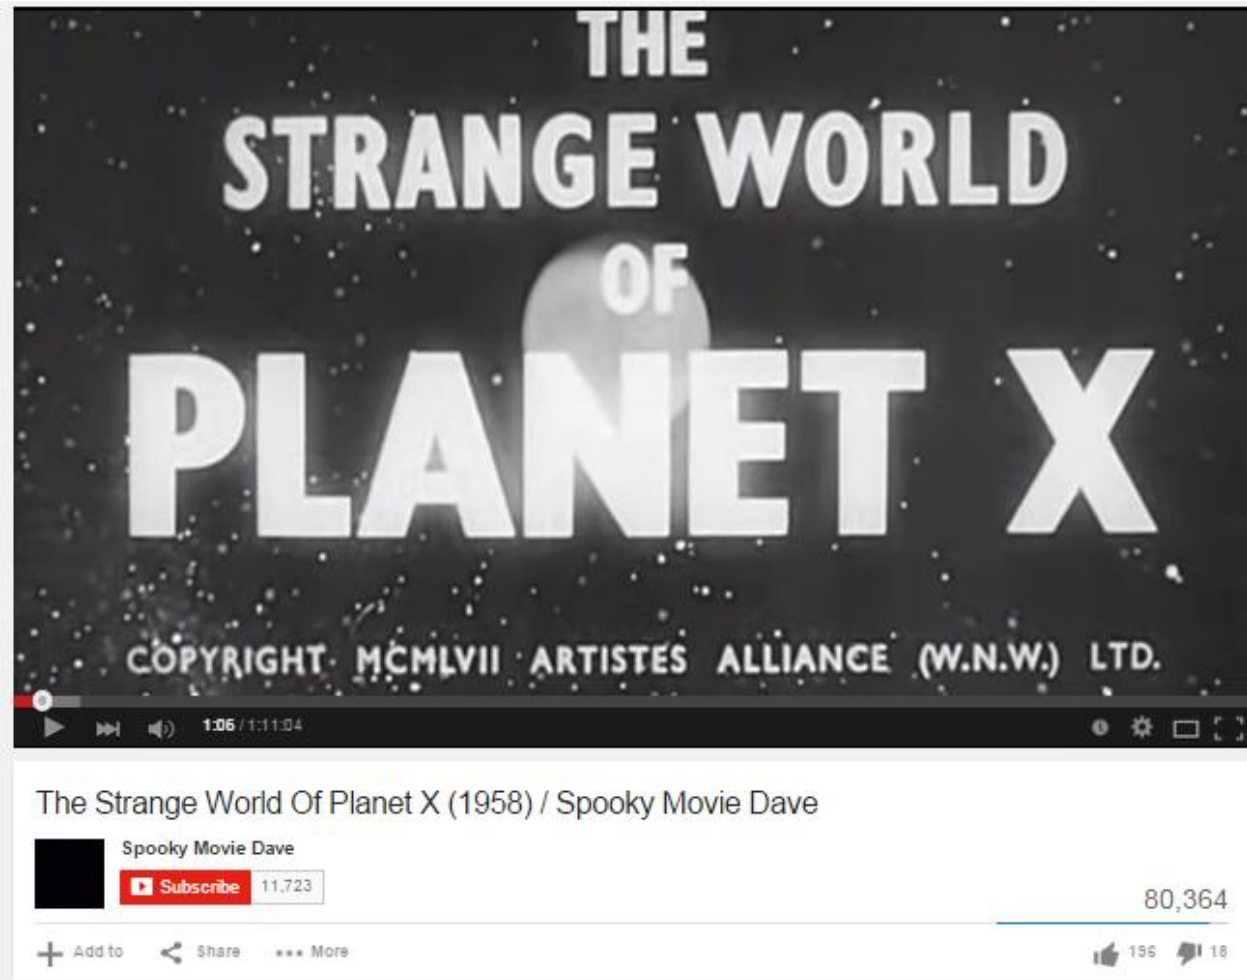 THE
STRANGE WORLD
OF
PLANET X
COPYRIGHT MCMLVII ARTISTES ALLIANCE (W.N.W.) LTD.
1:06 / 1:11:04
The Strange World Of Planet X (1958) / Spooky Movie Dave
Spooky Movie Dave
Subscribe 11,723
80,364
Add to Share More
196 18